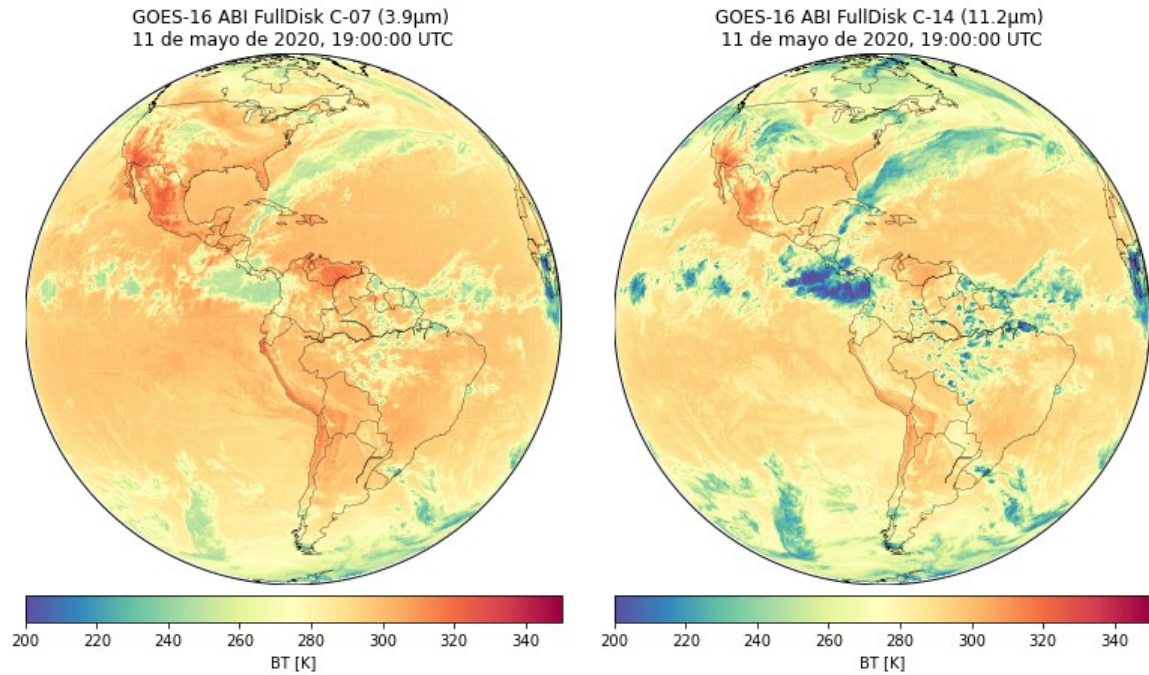 GOES-16 ABI FullDisk C-07 (3.9μm)
11 de mayo de 2020, 19:00:00 UTC
200 220 240 260 280 300 320 340
BT [K]
GOES-16 ABI FullDisk C-14 (11.2μm)
11 de mayo de 2020, 19:00:00 UTC
200 220 240 260 280 300 320 340
BT [K]